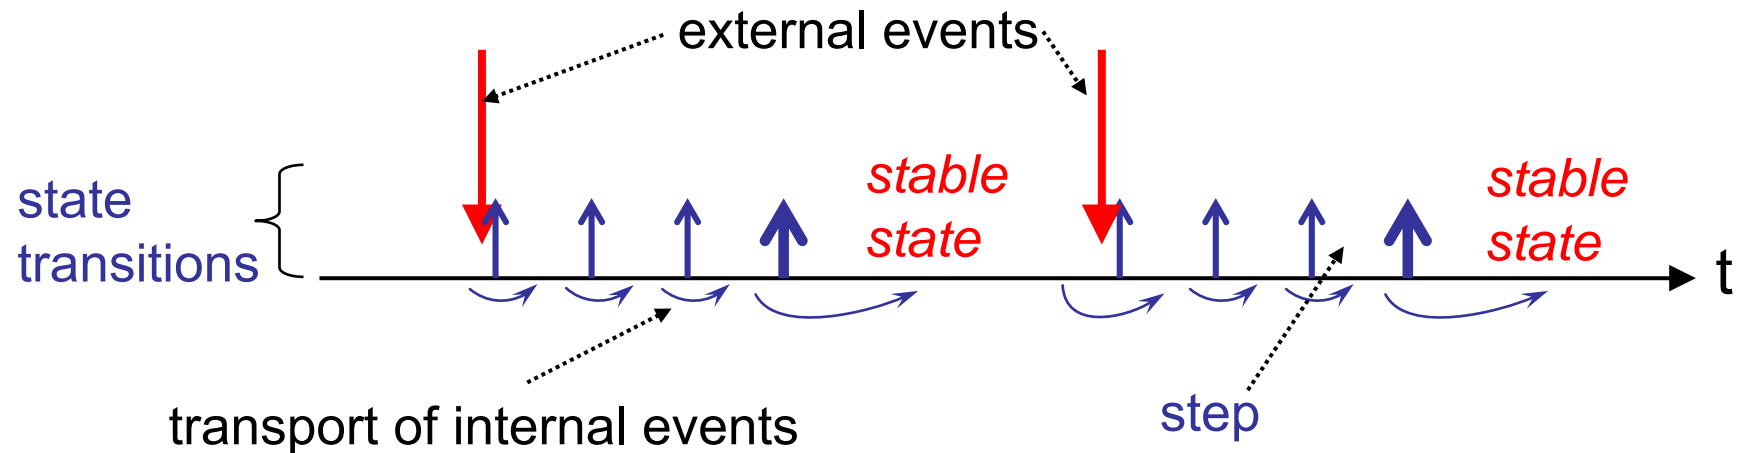 external events
state
transitions
stable
state
stable
state
t
transport of internal events
step